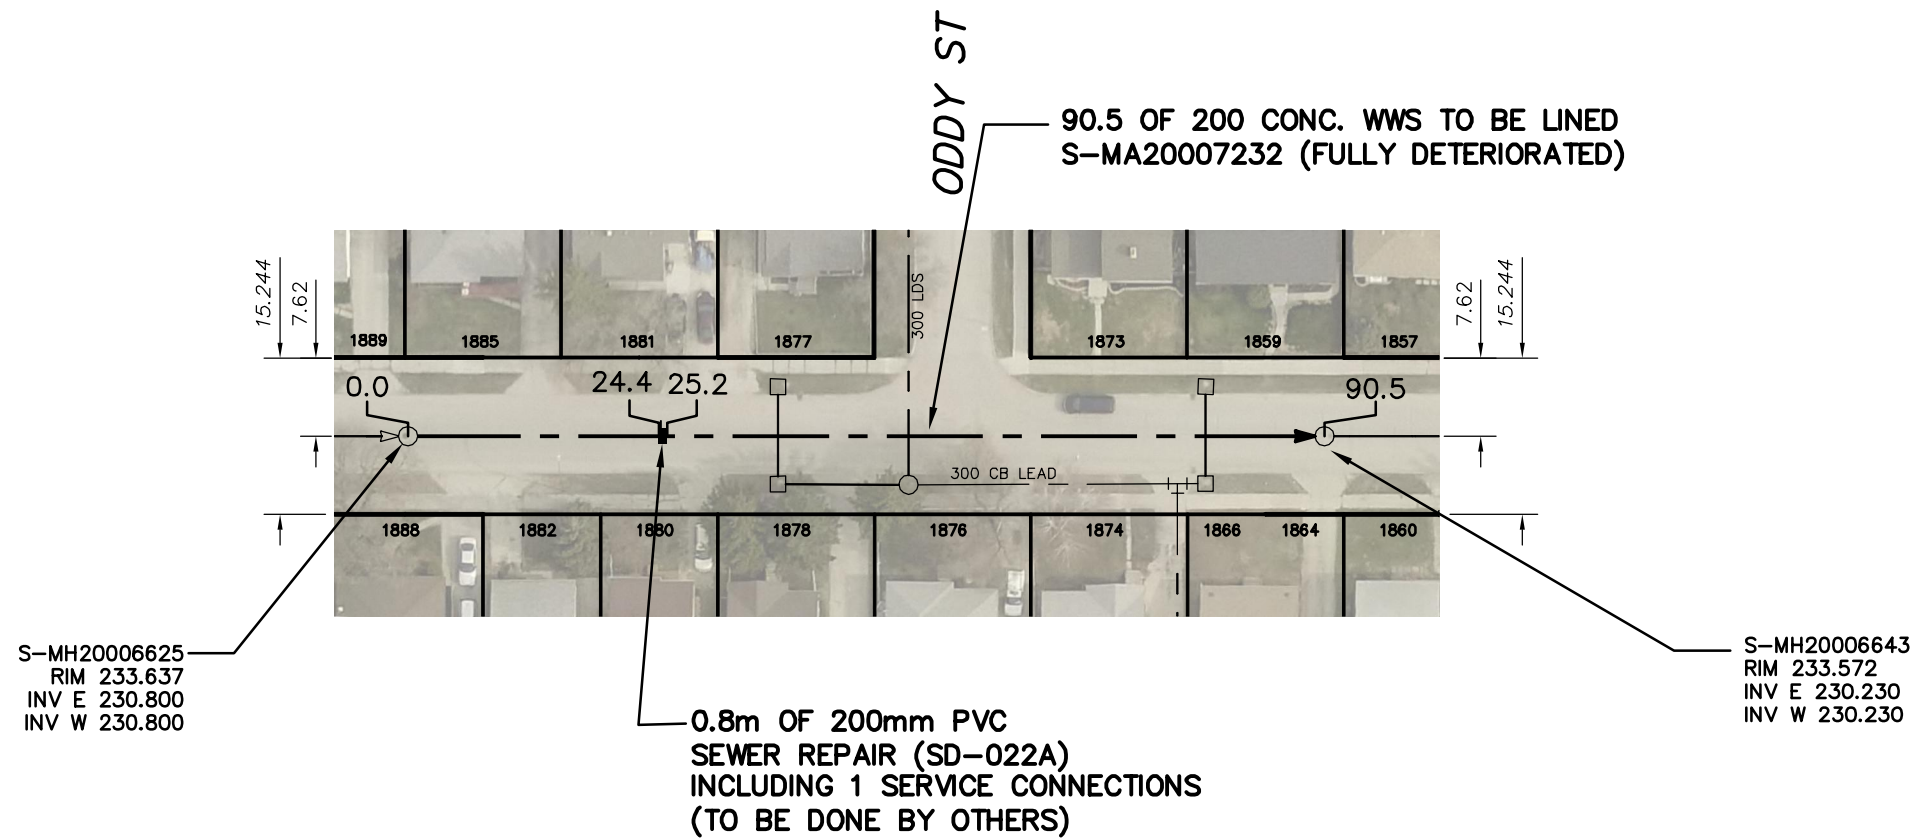 ODDY ST
90.5 OF 200 CONC. WWS TO BE LINED
S-MA20007232 (FULLY DETERIORATED)
15.244
7.62
300 LDS
7.62
15.244
1889
1885
1881
1877
1873
1859
1857
0.0
24.4
25.2
90.5
300 CB LEAD
1888
1882
1880
1878
1876
1874
1866
1864
1860
S-MH20006625
RIM 233.637
INV E 230.800
INV W 230.800
S-MH20006643
RIM 233.572
INV E 230.230
INV W 230.230
0.8m OF 200mm PVC
SEWER REPAIR (SD-022A)
INCLUDING 1 SERVICE CONNECTIONS
(TO BE DONE BY OTHERS)